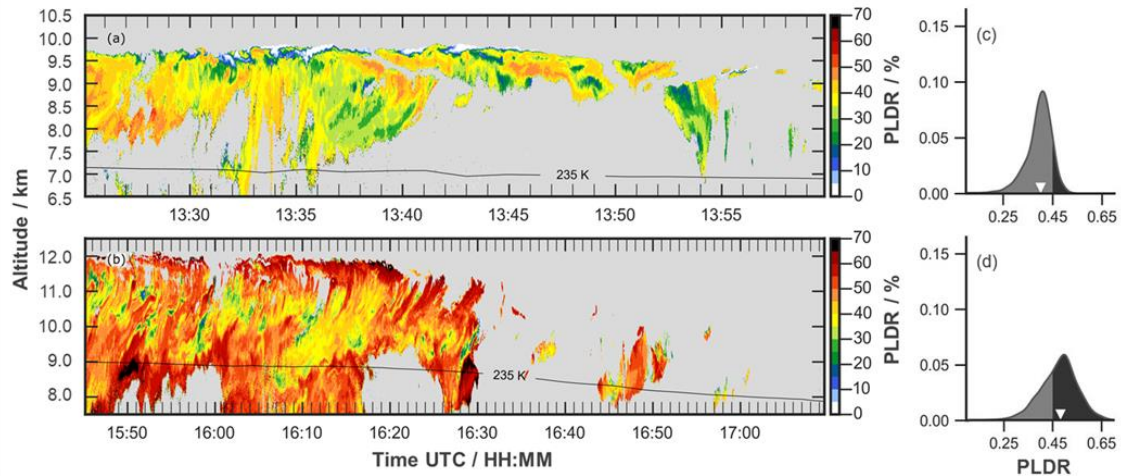 (a)
10.5
10.0
9.5
9.0
8.5
8.0
7.5
7.0
6.5
235 K
13:30 13:35 13:40 13:45 13:50 13:55
70
60
50
40
30
20
10
0
PLDR / %
(c)
0.15
0.10
0.05
0.00
0.25 0.45 0.65
Altitude / km
(b)
12.0
11.0
10.0
9.0
8.0
235 K
15:50 16:00 16:10 16:20 16:30 16:40 16:50 17:00
Time UTC / HH:MM
70
60
50
40
30
20
10
0
PLDR / %
(d)
0.15
0.10
0.05
0.00
0.25 0.45 0.65
PLDR